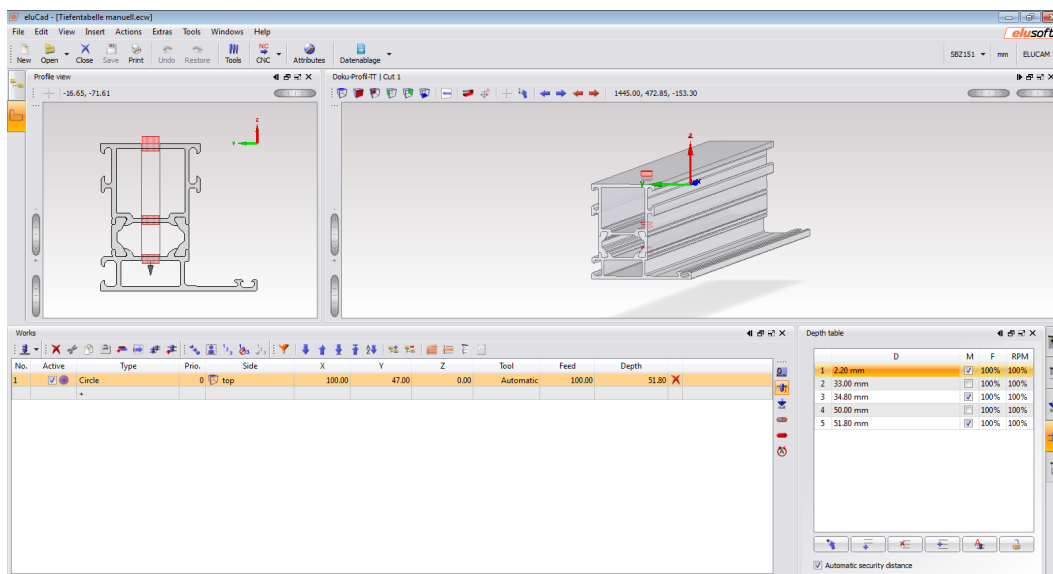 eluCad - [Tiefentabelle manuell.ecw]
File Edit View Insert Actions Extras Tools Windows Help
elusoft
New Open Close Save Print Undo Restore Tools NC CNC Attributes Datenablage SBZ151 mm ELUCAM
Profile view
Doku-Profil-TT | Cut 1
-16.65, -71.61
1445.00, 472.85, -153.30
z
Y
z
Y
x
Works
Depth table
No. Active Type Prio. Side X Y Z Tool Feed Depth
1 Circle 0 top 100.00 47.00 0.00 Automatic 100.00 51.80
+
D M F RPM
1 2.20 mm 100% 100%
2 33.00 mm 100% 100%
3 34.80 mm 100% 100%
4 50.00 mm 100% 100%
5 51.80 mm 100% 100%
Automatic security distance